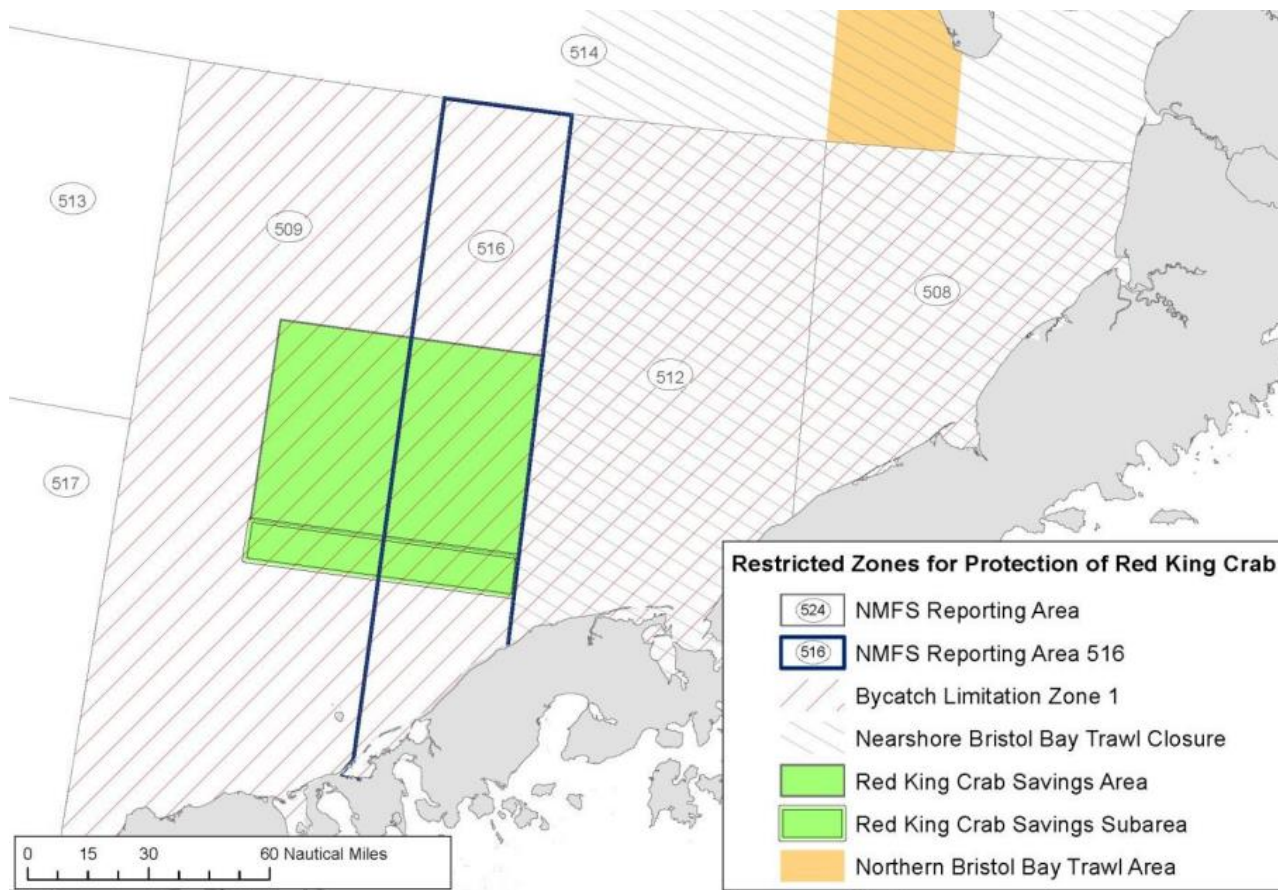 514
513
509
516
508
512
517
Restricted Zones for Protection of Red King Crab
524 NMFS Reporting Area
516 NMFS Reporting Area 516
Bycatch Limitation Zone 1
Nearshore Bristol Bay Trawl Closure
Red King Crab Savings Area
Red King Crab Savings Subarea
Northern Bristol Bay Trawl Area
0 15 30 60 Nautical Miles